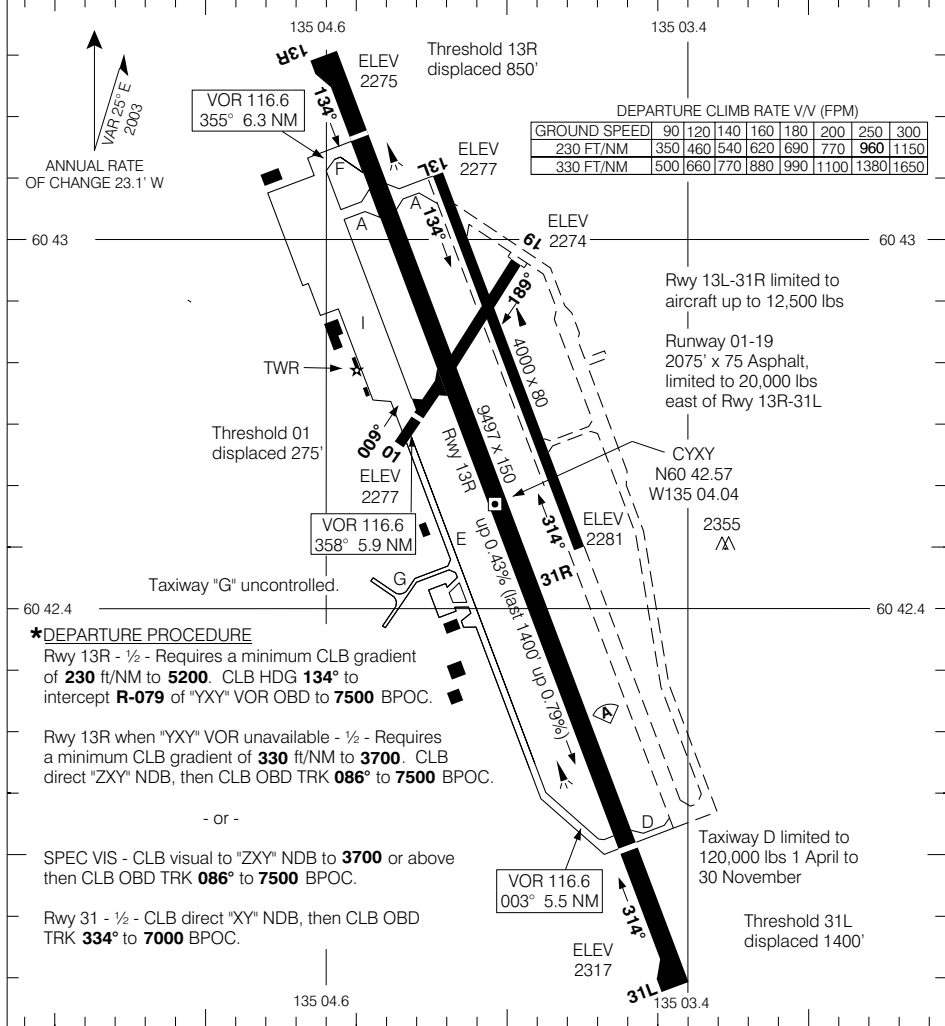 135 04.6
135 03.4
13R
ELEV
2275
Threshold 13R
displaced 850'
VAR 25° E
2003
ANNUAL RATE
OF CHANGE 23.1' W
VOR 116.6
355° 6.3 NM
134°
DEPARTURE CLIMB RATE V/V (FPM)
GROUND SPEED 90 120 140 160 180 200 250 300
230 FT/NM 350 460 540 620 690 770 960 1150
330 FT/NM 500 660 770 880 990 1100 1380 1650
ELEV
2277
13L
F
A
A
134°
ELEV
2274
19
60 43
60 43
189°
Rwy 13L-31R limited to
aircraft up to 12,500 lbs
Runway 01-19
2075' x 75 Asphalt,
limited to 20,000 lbs
east of Rwy 13R-31L
I
TWR
4000 x 80
9497 x 150
Threshold 01
displaced 275'
009°
01
ELEV
2277
Rwy 13R
up 0.43% (last 1400' up 0.79%)
CYXY
N60 42.57
W135 04.04
VOR 116.6
358° 5.9 NM
314°
ELEV
2281
31R
2355
E
G
Taxiway "G" uncontrolled.
60 42.4
60 42.4
*DEPARTURE PROCEDURE
Rwy 13R - ½ - Requires a minimum CLB gradient
of 230 ft/NM to 5200. CLB HDG 134° to
intercept R-079 of "YXY" VOR OBD to 7500 BPOC.
Rwy 13R when "YXY" VOR unavailable - ½ - Requires
a minimum CLB gradient of 330 ft/NM to 3700. CLB
direct "ZXY" NDB, then CLB OBD TRK 086° to 7500 BPOC.
- or -
SPEC VIS - CLB visual to "ZXY" NDB to 3700 or above
then CLB OBD TRK 086° to 7500 BPOC.
Rwy 31 - ½ - CLB direct "XY" NDB, then CLB OBD
TRK 334° to 7000 BPOC.
A
D
Taxiway D limited to
120,000 lbs 1 April to
30 November
VOR 116.6
003° 5.5 NM
314°
Threshold 31L
displaced 1400'
ELEV
2317
31L
135 04.6
135 03.4